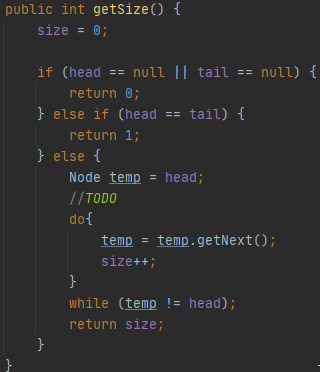 public int getSize() {
    size = 0;

    if (head == null || tail == null) {
        return 0;
    } else if (head == tail) {
        return 1;
    } else {
        Node temp = head;
        //TODO
        do{
            temp = temp.getNext();
            size++;
        }
        while (temp != head);
        return size;
    }
}